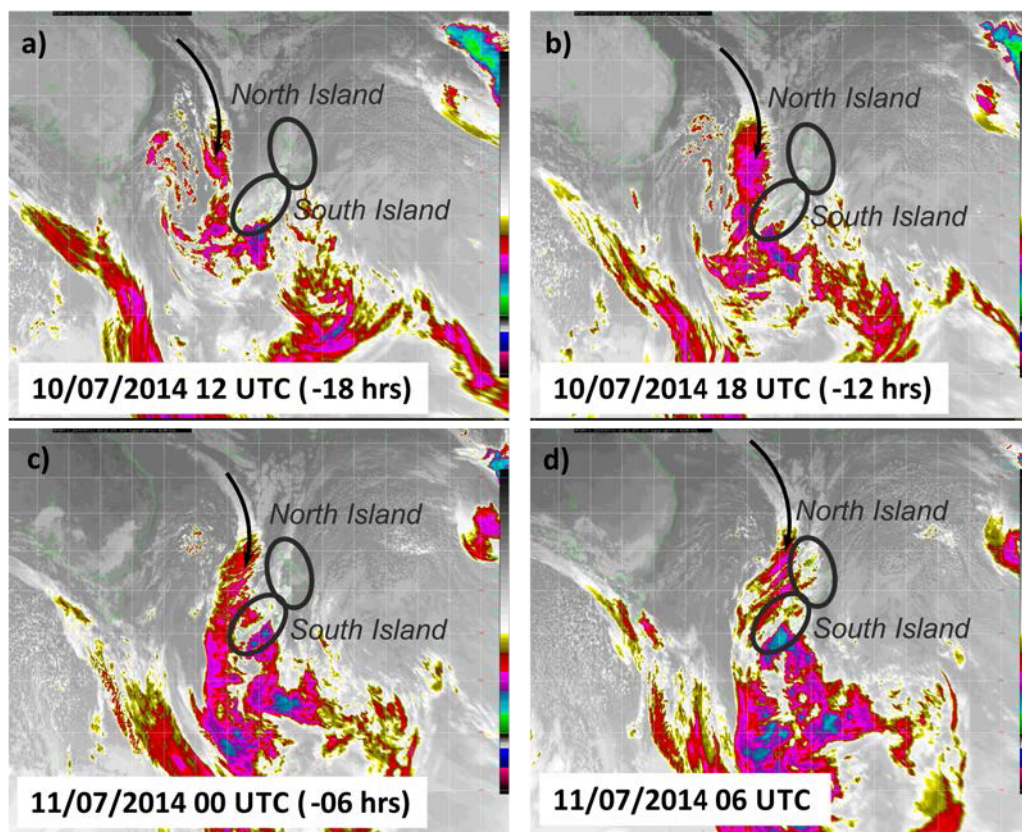 a)
North Island
South Island
10/07/2014 12 UTC (-18 hrs)
b)
North Island
South Island
10/07/2014 18 UTC (-12 hrs)
c)
North Island
South Island
11/07/2014 00 UTC (-06 hrs)
d)
North Island
South Island
11/07/2014 06 UTC